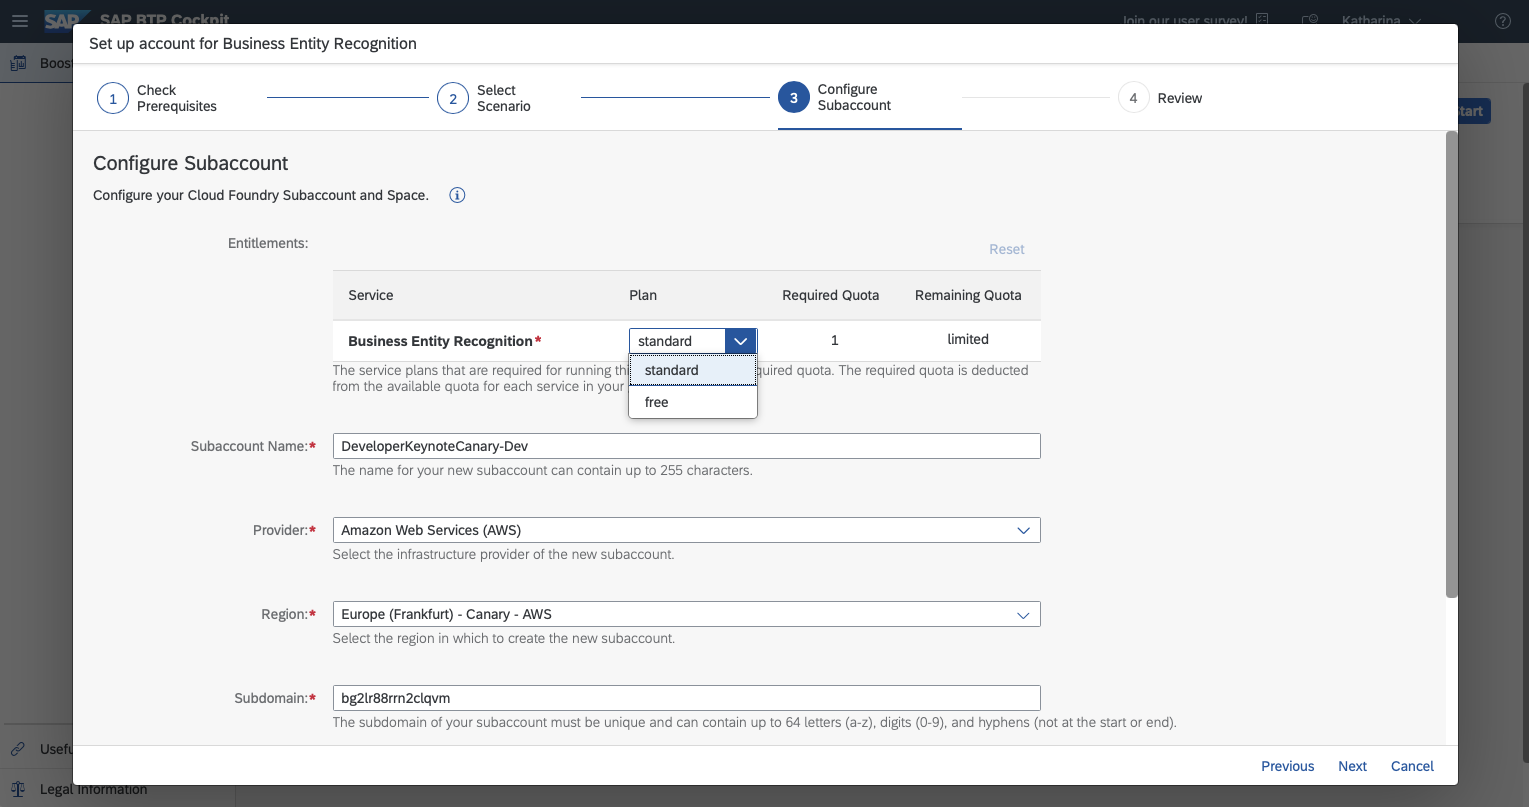 SAP SAP BTP Cockpit
Join our user survey!
Katharina
Set up account for Business Entity Recognition
Boost
1
Check
Prerequisites
2
Select
Scenario
3
Configure
Subaccount
4
Review
Start
Configure Subaccount
Configure your Cloud Foundry Subaccount and Space.
Entitlements:
Reset
Service Plan Required Quota Remaining Quota
Business Entity Recognition* standard 1 limited
standard
free
The service plans that are required for running thi quired quota. The required quota is deducted
from the available quota for each service in your
Subaccount Name:* DeveloperKeynoteCanary-Dev
The name for your new subaccount can contain up to 255 characters.
Provider:* Amazon Web Services (AWS)
Select the infrastructure provider of the new subaccount.
Region:* Europe (Frankfurt) - Canary - AWS
Select the region in which to create the new subaccount.
Subdomain:* bg2lr88rrn2clqvm
The subdomain of your subaccount must be unique and can contain up to 64 letters (a-z), digits (0-9), and hyphens (not at the start or end).
Usefu
Previous Next Cancel
Legal Information